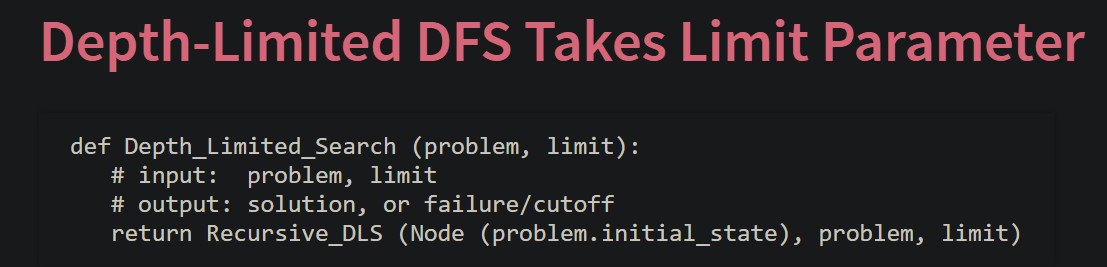 Depth-Limited DFS Takes Limit Parameter
def Depth_Limited_Search (problem, limit):
# input:  problem, limit
# output: solution, or failure/cutoff
return Recursive_DLS (Node (problem.initial_state), problem, limit)